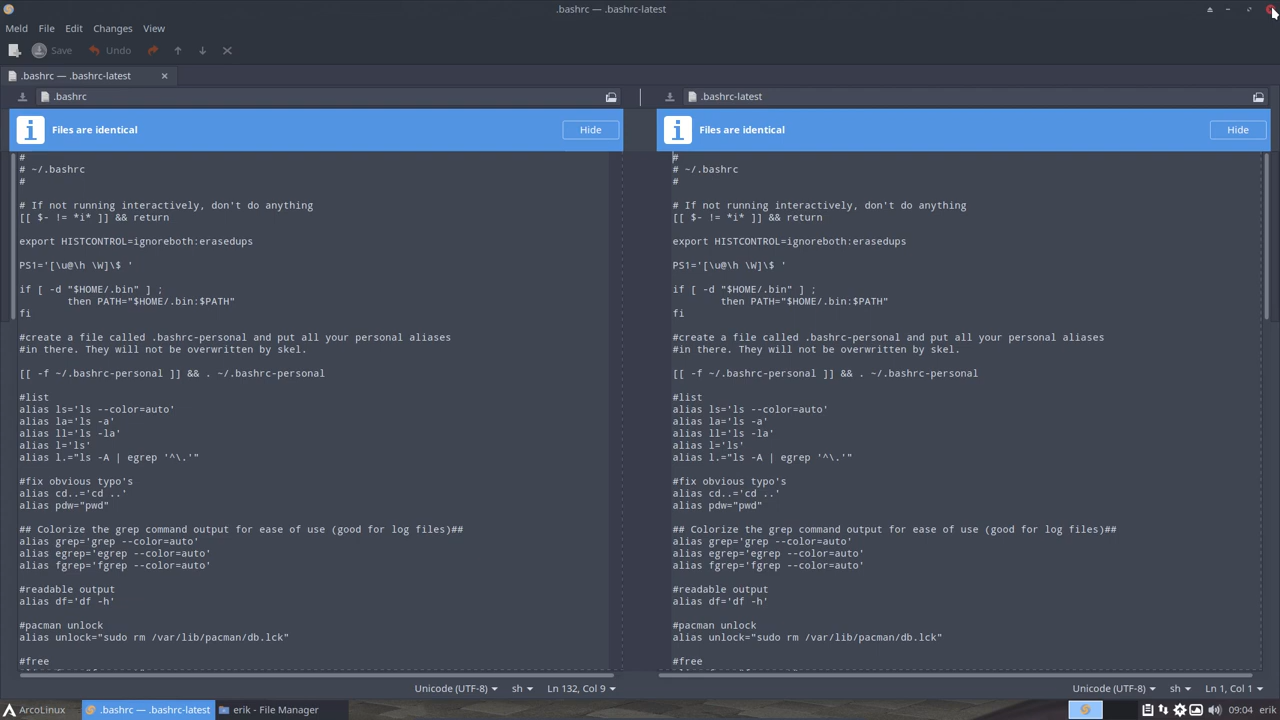 .bashrc — .bashrc-latest
Meld File Edit Changes View
Save Undo
.bashrc — .bashrc-latest
.bashrc
Files are identical
Hide
#
# ~/.bashrc
#
# If not running interactively, don't do anything
[[ $- != *i* ]] && return
export HISTCONTROL=ignoreboth:erasedups
PS1='[\u@\h \W]\$ '
if [ -d "$HOME/.bin" ] ;
then PATH="$HOME/.bin:$PATH"
fi
#create a file called .bashrc-personal and put all your personal aliases
#in there. They will not be overwritten by skel.
[[ -f ~/.bashrc-personal ]] && . ~/.bashrc-personal
#list
alias ls='ls --color=auto'
alias la='ls -a'
alias ll='ls -la'
alias l='ls'
alias l.="ls -A | egrep '^\.'"
#fix obvious typo's
alias cd..='cd ..'
alias pdw="pwd"
## Colorize the grep command output for ease of use (good for log files)##
alias grep='grep --color=auto'
alias egrep='egrep --color=auto'
alias fgrep='fgrep --color=auto'
#readable output
alias df='df -h'
#pacman unlock
alias unlock="sudo rm /var/lib/pacman/db.lck"
#free
Unicode (UTF-8) sh Ln 132, Col 9
.bashrc-latest
Files are identical
Hide
#
# ~/.bashrc
#
# If not running interactively, don't do anything
[[ $- != *i* ]] && return
export HISTCONTROL=ignoreboth:erasedups
PS1='[\u@\h \W]\$ '
if [ -d "$HOME/.bin" ] ;
then PATH="$HOME/.bin:$PATH"
fi
#create a file called .bashrc-personal and put all your personal aliases
#in there. They will not be overwritten by skel.
[[ -f ~/.bashrc-personal ]] && . ~/.bashrc-personal
#list
alias ls='ls --color=auto'
alias la='ls -a'
alias ll='ls -la'
alias l='ls'
alias l.="ls -A | egrep '^\.'"
#fix obvious typo's
alias cd..='cd ..'
alias pdw="pwd"
## Colorize the grep command output for ease of use (good for log files)##
alias grep='grep --color=auto'
alias egrep='egrep --color=auto'
alias fgrep='fgrep --color=auto'
#readable output
alias df='df -h'
#pacman unlock
alias unlock="sudo rm /var/lib/pacman/db.lck"
#free
Unicode (UTF-8) sh Ln 1, Col 1
ArcoLinux .bashrc — .bashrc-latest erik - File Manager 09:04 erik